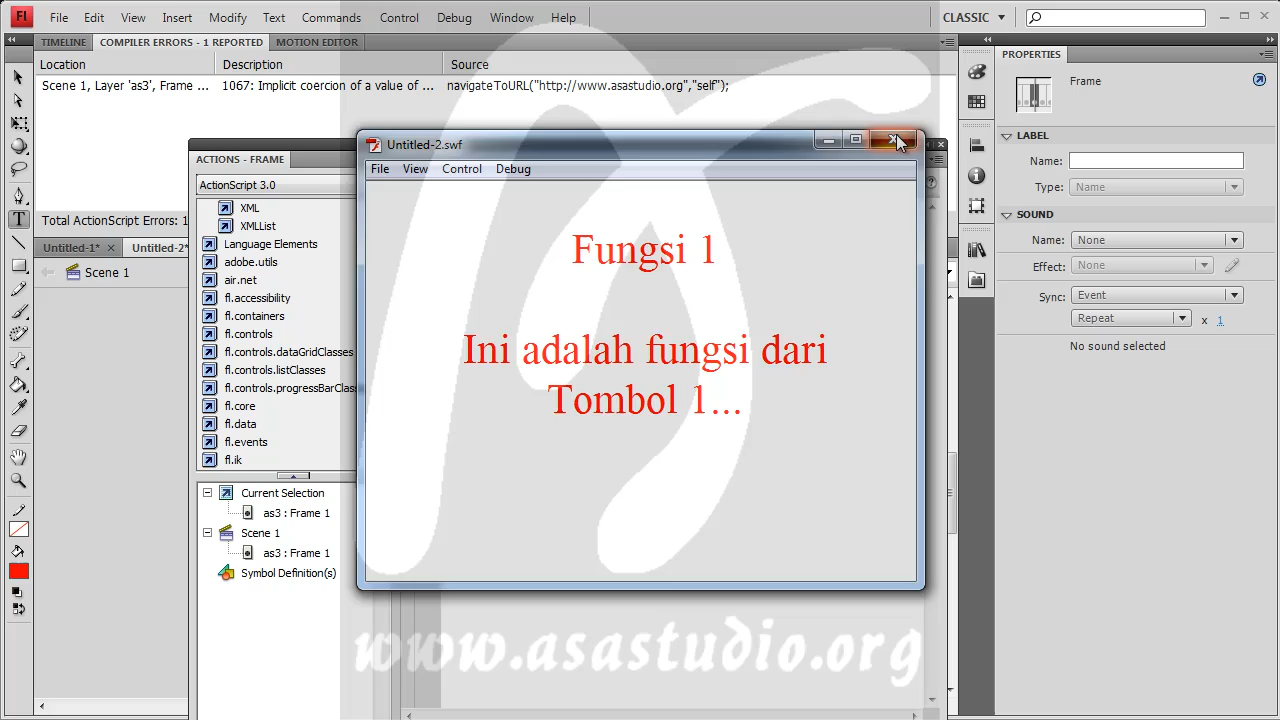 Fl File Edit View Insert Modify Text Commands Control Debug Window Help CLASSIC
TIMELINE COMPILER ERRORS - 1 REPORTED MOTION EDITOR
Location Description Source
Scene 1, Layer 'as3', Frame ... 1067: Implicit coercion of a value of ... navigateToURL("http://www.asastudio.org","self");
Total ActionScript Errors: 1
Untitled-1* Untitled-2*
Scene 1
ACTIONS - FRAME
ActionScript 3.0
XML
XMLList
Language Elements
adobe.utils
air.net
fl.accessibility
fl.containers
fl.controls
fl.controls.dataGridClasses
fl.controls.listClasses
fl.controls.progressBarClass
fl.core
fl.data
fl.events
fl.ik
Current Selection
as3 : Frame 1
Scene 1
as3 : Frame 1
Symbol Definition(s)
Untitled-2.swf
File View Control Debug
Fungsi 1
Ini adalah fungsi dari
Tombol 1...
www.asastudio.org
PROPERTIES
Frame
LABEL
Name:
Type: Name
SOUND
Name: None
Effect: None
Sync: Event
Repeat x 1
No sound selected